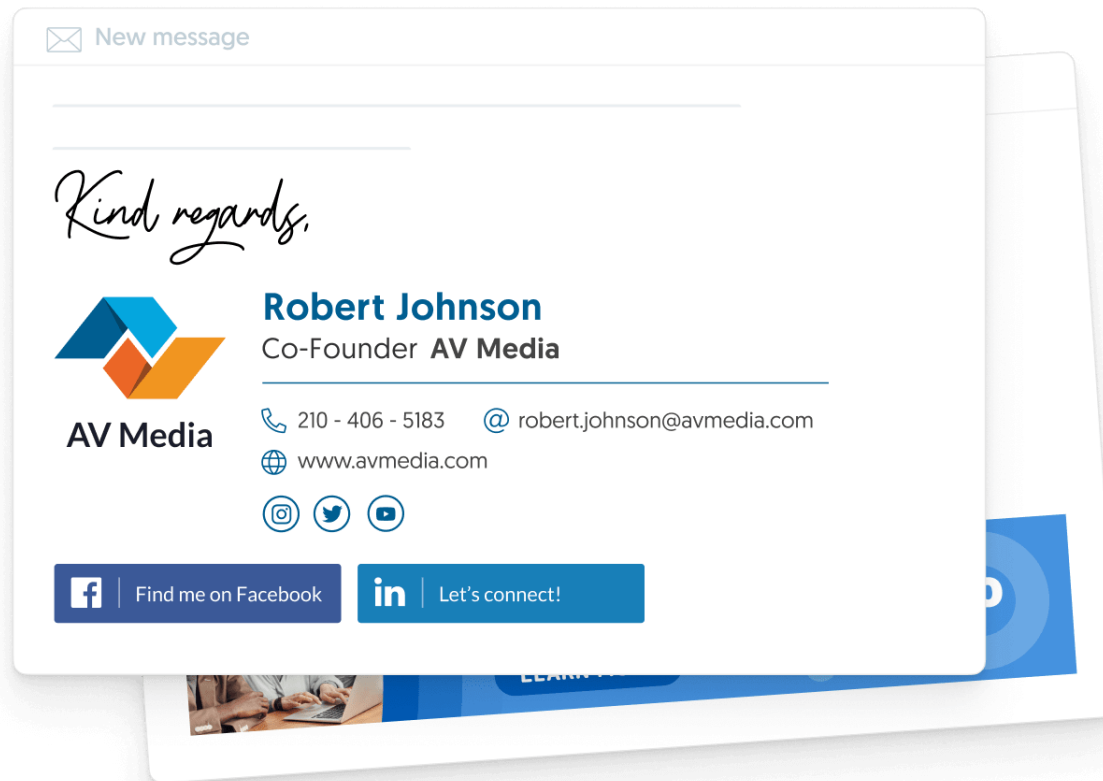 New message
Kind regards,
Robert Johnson
Co-Founder AV Media
AV Media
210 - 406 - 5183 @ robert.johnson@avmedia.com
www.avmedia.com
Find me on Facebook
in Let's connect!